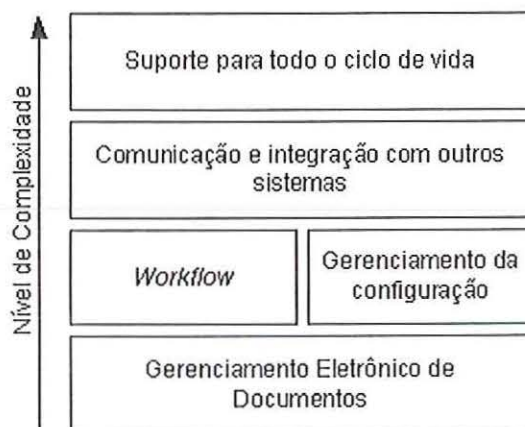 Nível de Complexidade
Suporte para todo o ciclo de vida
Comunicação e integração com outros
sistemas
Workflow
Gerenciamento da
configuração
Gerenciamento Eletrônico de
Documentos